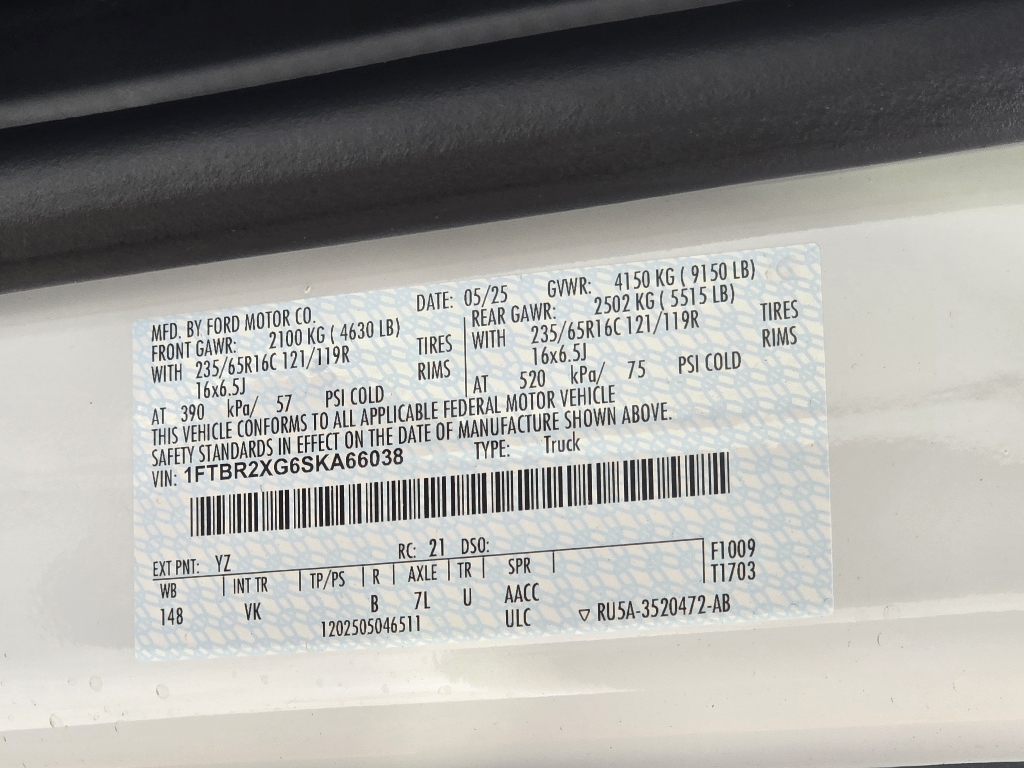 MFD. BY FORD MOTOR CO. DATE: 05/25 GVWR: 4150 KG ( 9150 LB)
FRONT GAWR: 2100 KG ( 4630 LB) REAR GAWR: 2502 KG ( 5515 LB)
WITH 235/65R16C 121/119R TIRES WITH 235/65R16C 121/119R TIRES
16x6.5J RIMS 16x6.5J RIMS
AT 390 kPa/ 57 PSI COLD AT 520 kPa/ 75 PSI COLD
THIS VEHICLE CONFORMS TO ALL APPLICABLE FEDERAL MOTOR VEHICLE
SAFETY STANDARDS IN EFFECT ON THE DATE OF MANUFACTURE SHOWN ABOVE.
VIN: 1FTBR2XG6SKA66038 TYPE: Truck
EXT PNT: YZ RC: 21 DSO:
WB INT TR TP/PS R AXLE TR SPR F1009
148 VK B 7L U AACC T1703
1202505046511 ULC ▽ RU5A-3520472-AB